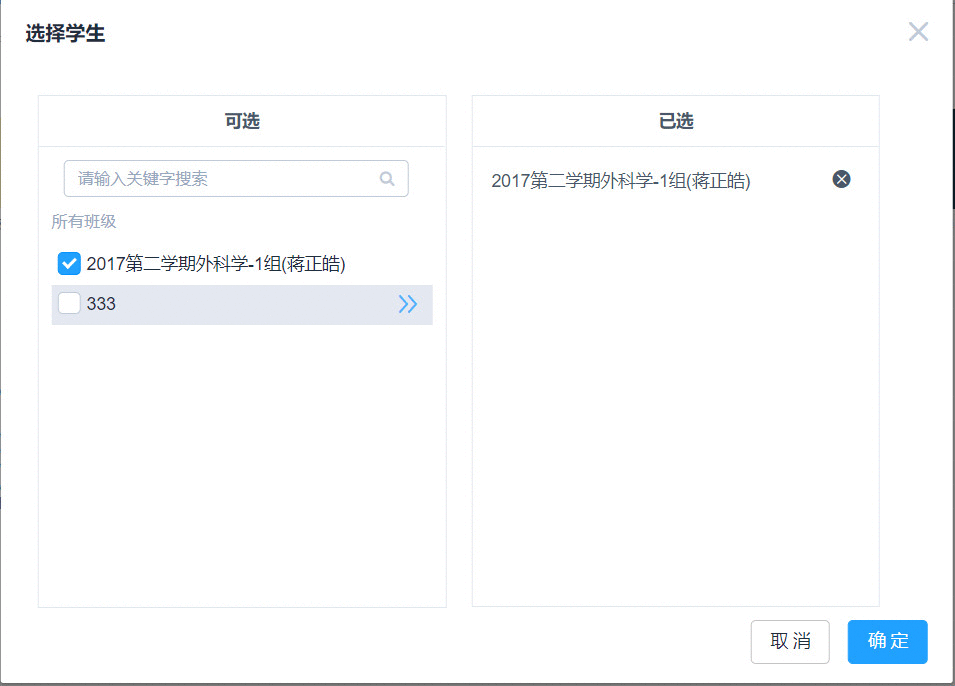 选择学生
可选
请输入关键字搜索
所有班级
2017第二学期外科学-1组(蒋正皓)
333
已选
2017第二学期外科学-1组(蒋正皓)
取消
确定